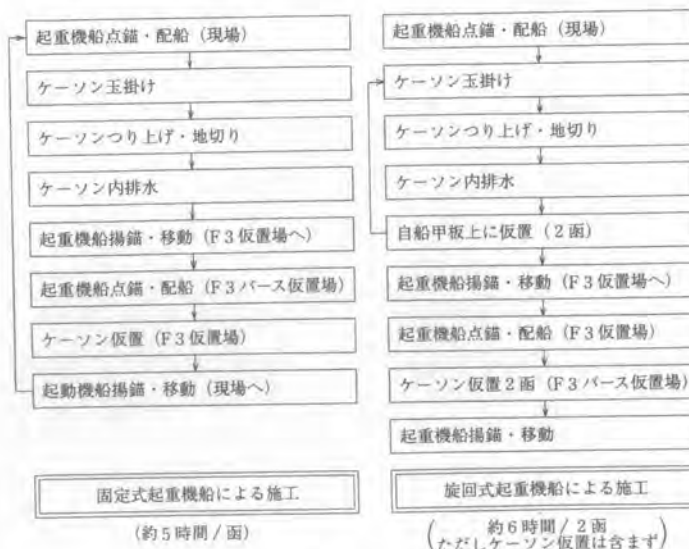 起重機船点錨・配船 (現場)
ケーソン玉掛け
ケーソンつり上げ・地切り
ケーソン内排水
起重機船揚錨・移動 (F3仮置場へ)
起重機船点錨・配船 (F3バース仮置場)
ケーソン仮置 (F3仮置場)
起動機船揚錨・移動 (現場へ)
固定式起重機船による施工
(約5時間/函)
起重機船点錨・配船 (現場)
ケーソン玉掛け
ケーソンつり上げ・地切り
ケーソン内排水
自船甲板上に仮置 (2函)
起重機船揚錨・移動 (F3仮置場へ)
起重機船点錨・配船 (F3仮置場)
ケーソン仮置2函 (F3バース仮置場)
起重機船揚錨・移動
旋回式起重機船による施工
(約6時間/2函
ただしケーソン仮置は含まず)